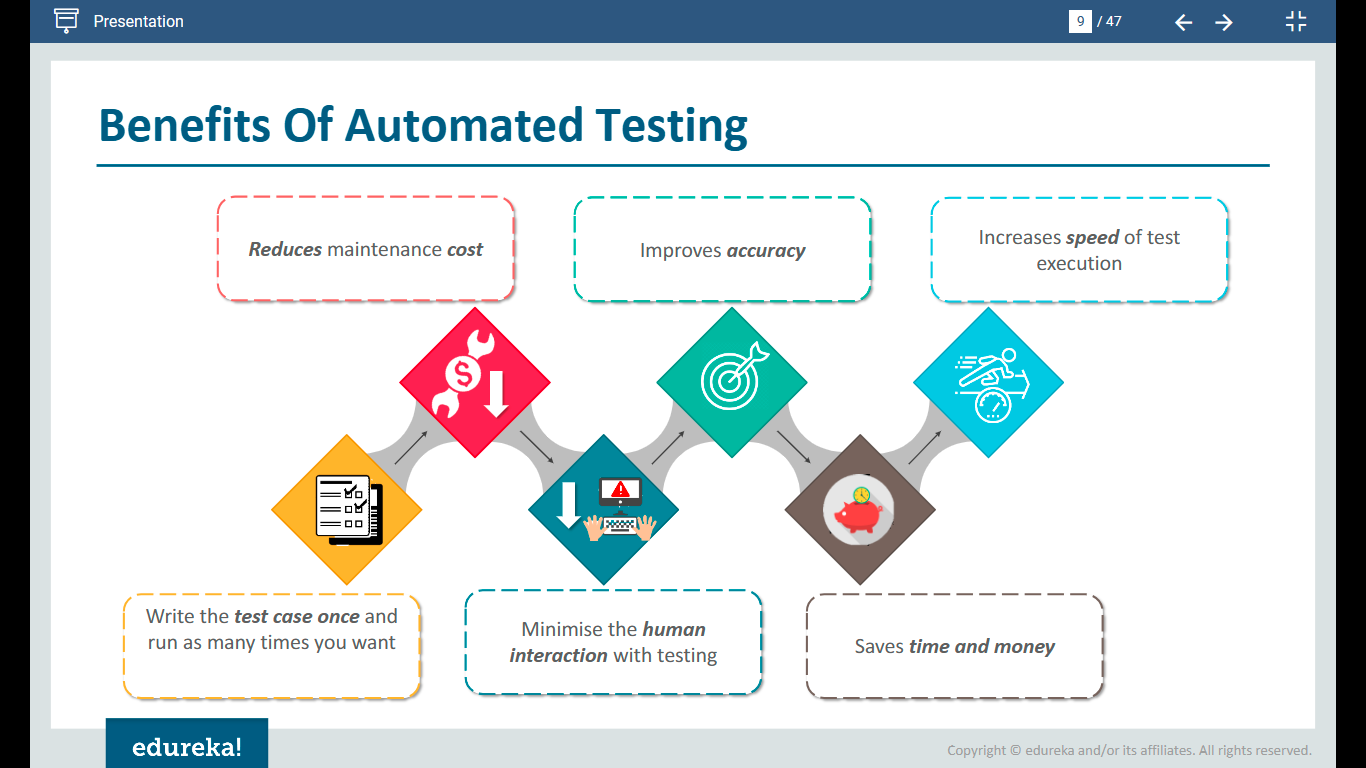 Presentation
9 / 47
Benefits Of Automated Testing
Reduces maintenance cost
Improves accuracy
Increases speed of test
execution
$
Write the test case once and
run as many times you want
Minimise the human
interaction with testing
Saves time and money
edureka!
Copyright © edureka and/or its affiliates. All rights reserved.